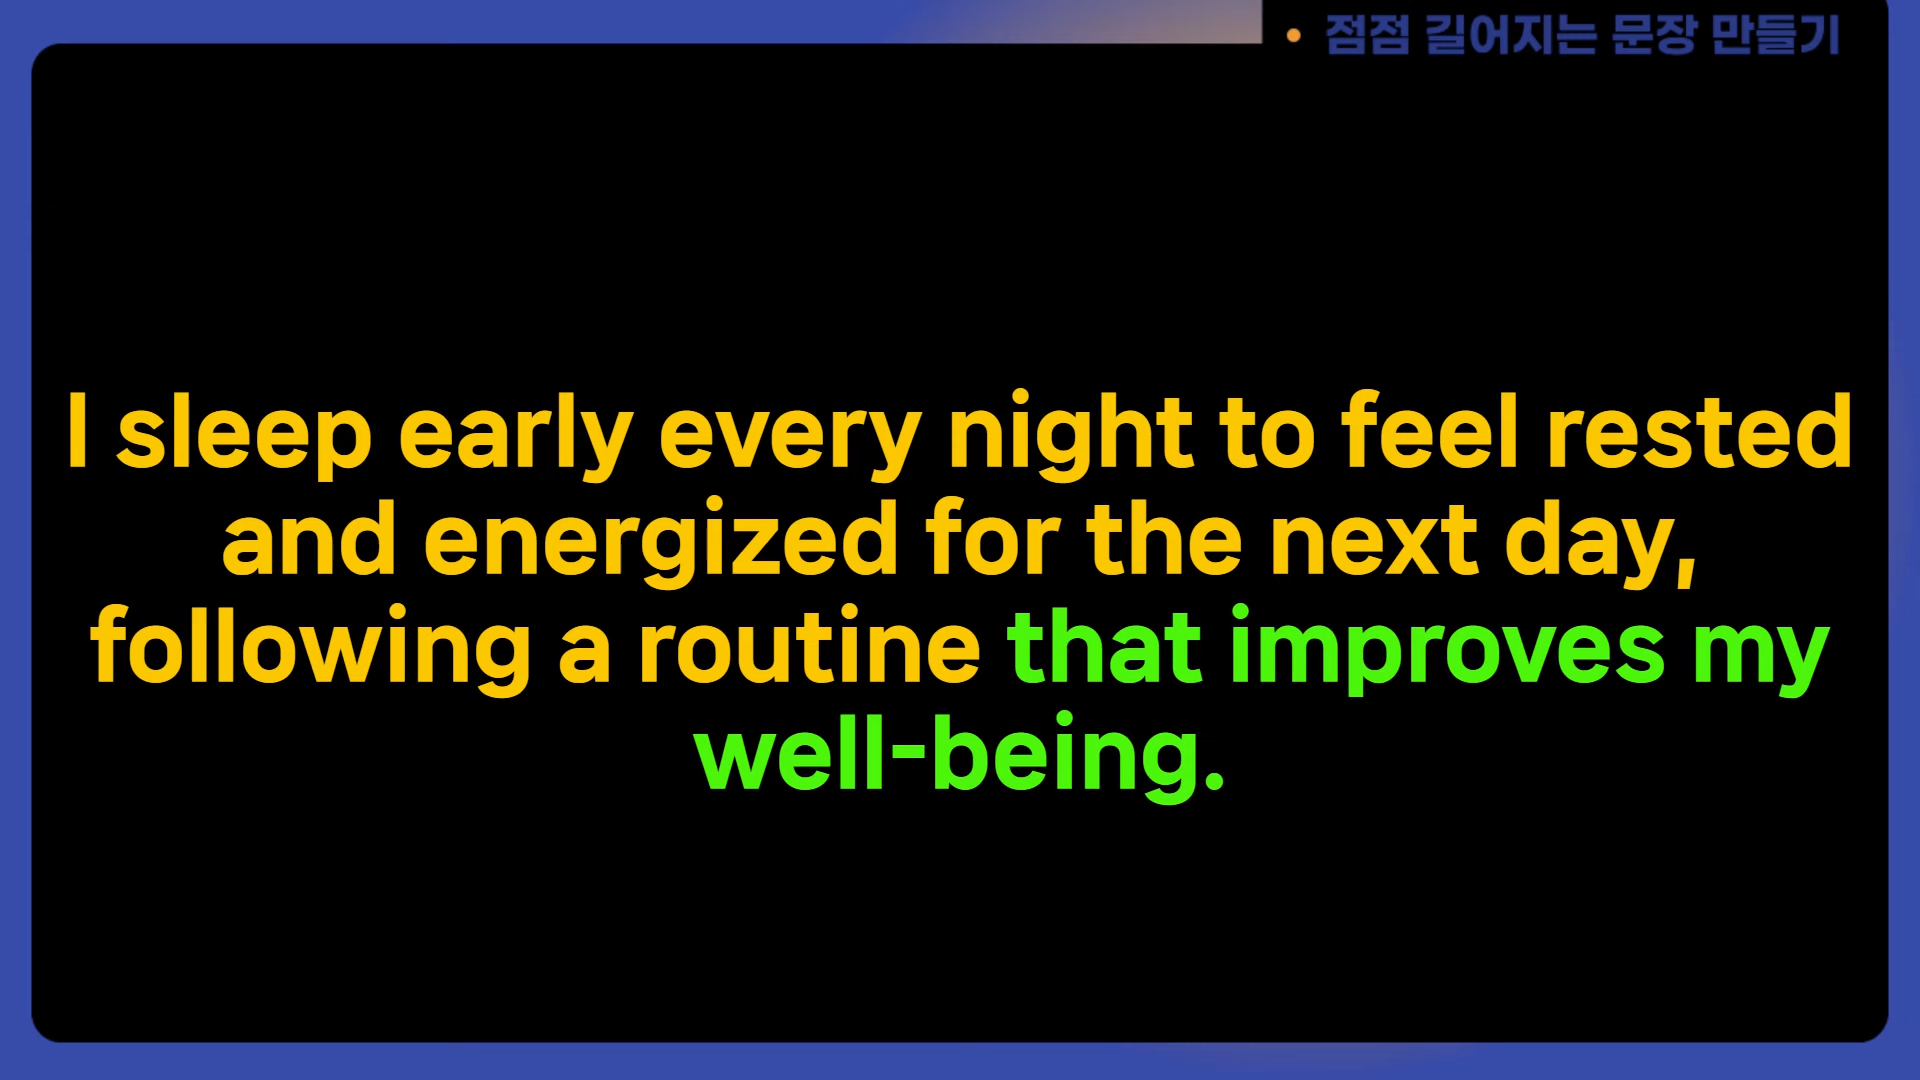 • 점점 길어지는 문장 만들기
I sleep early every night to feel rested
and energized for the next day,
following a routine that improves my
well-being.